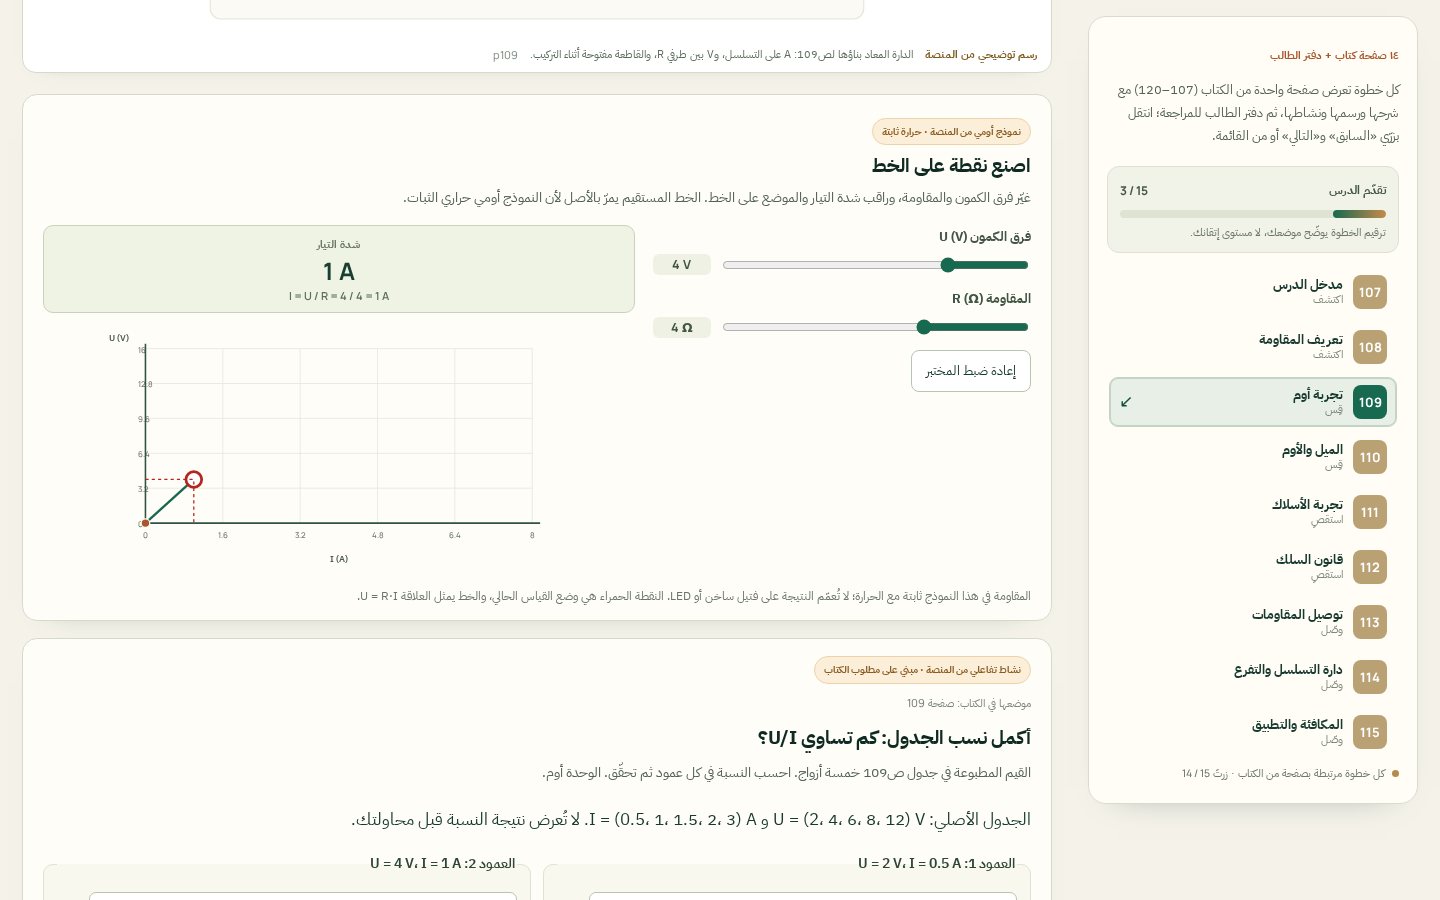 ١٤ صفحة كتاب + دفتر الطالب
كل خطوة تعرض صفحة واحدة من الكتاب (107–120) مع
شرحها ورسمها ونشاطها، ثم دفتر الطالب للمراجعة؛ انتقل
بزرّي «السابق» و«التالي» أو من القائمة.
تقدّم الدرس
3 / 15
ترقيم الخطوة يوضّح موضعك، لا مستوى إتقانك.
107
مدخل الدرس
اكتشف
108
تعريف المقاومة
اكتشف
109
تجربة أوم
قِس
↙
110
الميل والأوم
قِس
111
تجربة الأسلاك
استقصِ
112
قانون السلك
استقصِ
113
توصيل المقاومات
وصّل
114
دارة التسلسل والتفرع
وصّل
115
المكافئة والتطبيق
وصّل
كل خطوة مرتبطة بصفحة من الكتاب · زرتَ 15 / 14
رسم توضيحي من المنصة
الدارة المعاد بناؤها لص109: A على التسلسل، وV بين طرفي R، والقاطعة مفتوحة أثناء التركيب.
p109
نموذج أومي من المنصة · حرارة ثابتة
اصنع نقطة على الخط
غيّر فرق الكمون والمقاومة، وراقب شدة التيار والموضع على الخط. الخط المستقيم يمرّ بالأصل لأن النموذج أومي حراري الثبات.
فرق الكمون U (V)
4 V
المقاومة R (Ω)
4 Ω
إعادة ضبط المختبر
شدة التيار
1 A
I = U / R = 4 / 4 = 1 A
U (V)
16
12.8
9.6
6.4
3.2
0
0
1.6
3.2
4.8
6.4
8
I (A)
المقاومة في هذا النموذج ثابتة مع الحرارة؛ لا تُعمّم النتيجة على فتيل ساخن أو LED. النقطة الحمراء هي وضع القياس الحالي، والخط يمثل العلاقة U = R·I.
نشاط تفاعلي من المنصة · مبني على مطلوب الكتاب
موضعها في الكتاب: صفحة 109
أكمل نسب الجدول: كم تساوي U/I؟
القيم المطبوعة في جدول ص109 خمسة أزواج. احسب النسبة في كل عمود ثم تحقّق. الوحدة أوم.
الجدول الأصلي: U = (2، 4، 6، 8، 12) V و I = (0.5، 1، 1.5، 2، 3) A. لا تُعرض نتيجة النسبة قبل محاولتك.
العمود 1: U = 2 V، I = 0.5 A
العمود 2: U = 4 V، I = 1 A